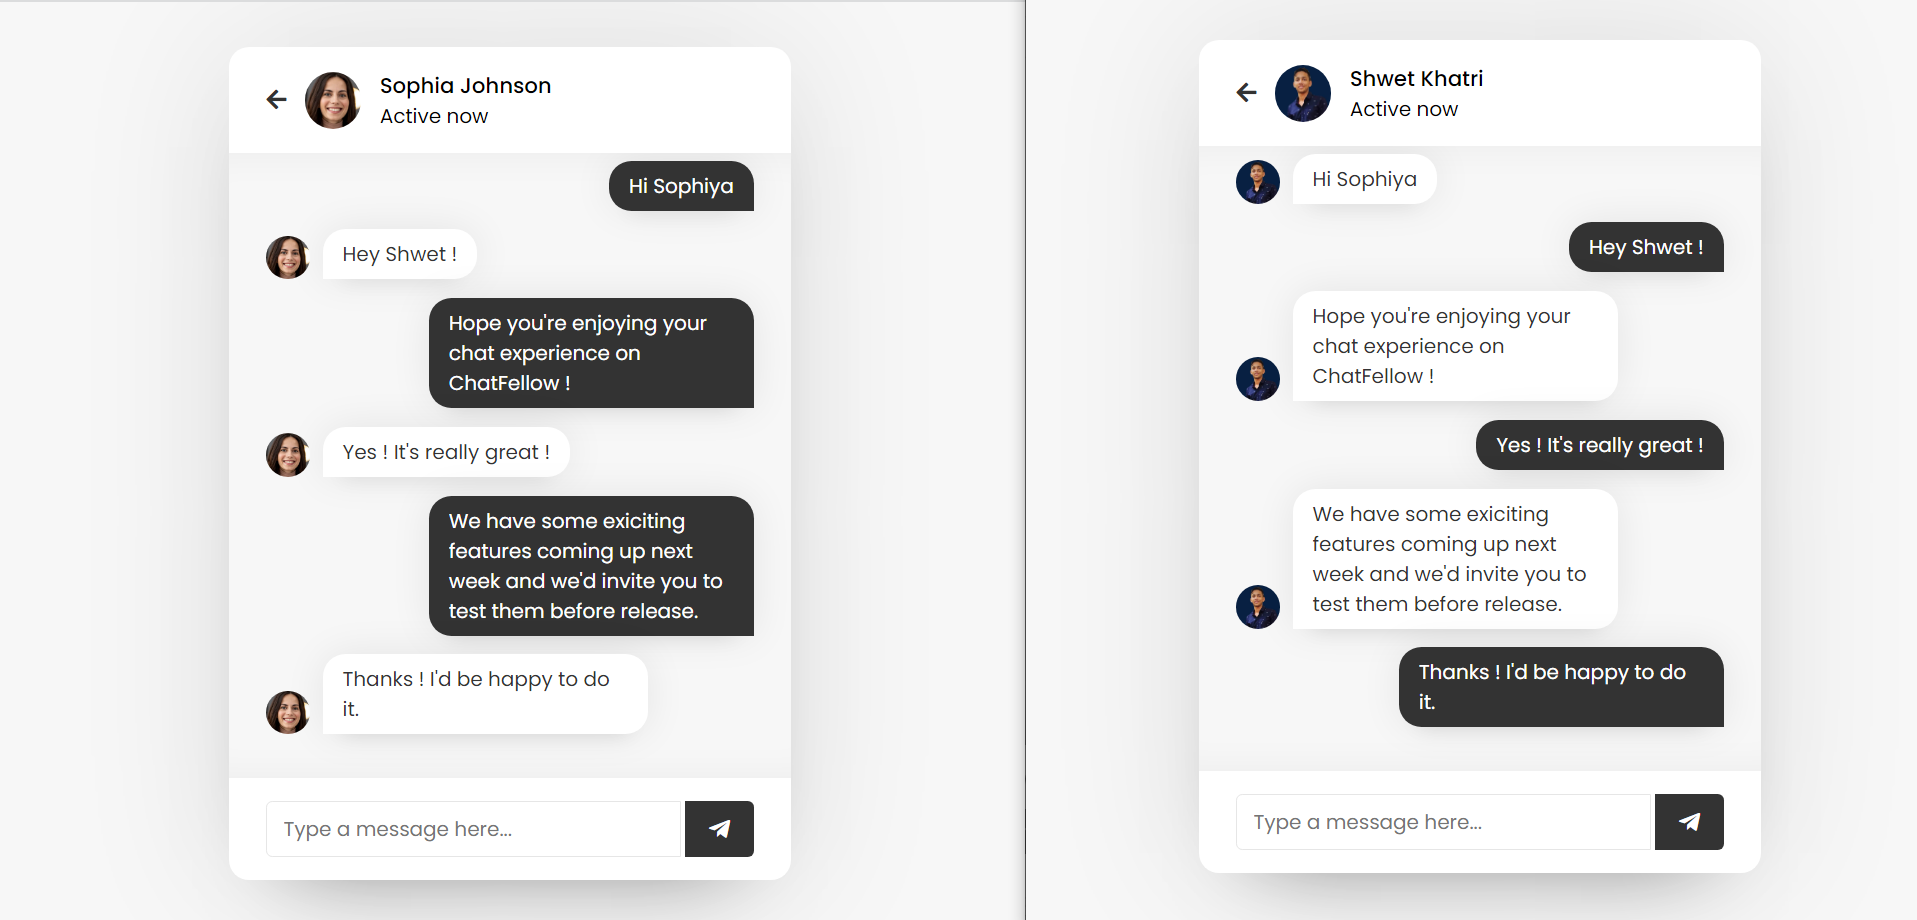 Sophia Johnson
Active now
Hi Sophiya
Hey Shwet !
Hope you're enjoying your
chat experience on
ChatFellow !
Yes ! It's really great !
We have some exiciting
features coming up next
week and we'd invite you to
test them before release.
Thanks ! I'd be happy to do
it.
Type a message here...
Shwet Khatri
Active now
Hi Sophiya
Hey Shwet !
Hope you're enjoying your
chat experience on
ChatFellow !
Yes ! It's really great !
We have some exiciting
features coming up next
week and we'd invite you to
test them before release.
Thanks ! I'd be happy to do
it.
Type a message here...